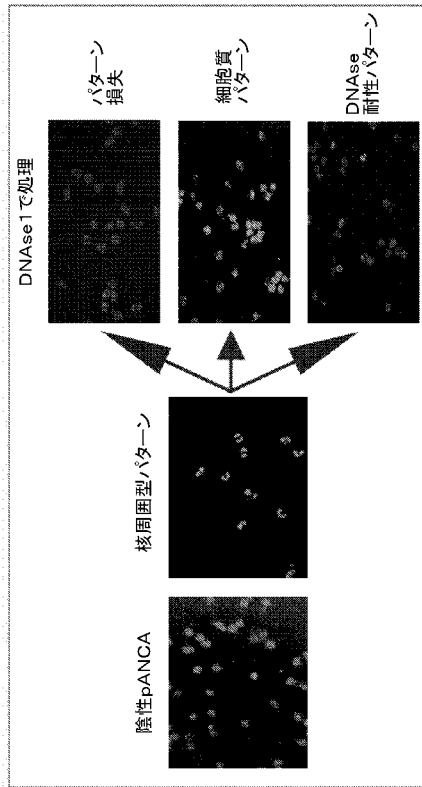 陰性pANCA
核周囲型パターン
DNAse1で処理
パターン
損失
細胞質
パターン
DNAse
耐性パターン